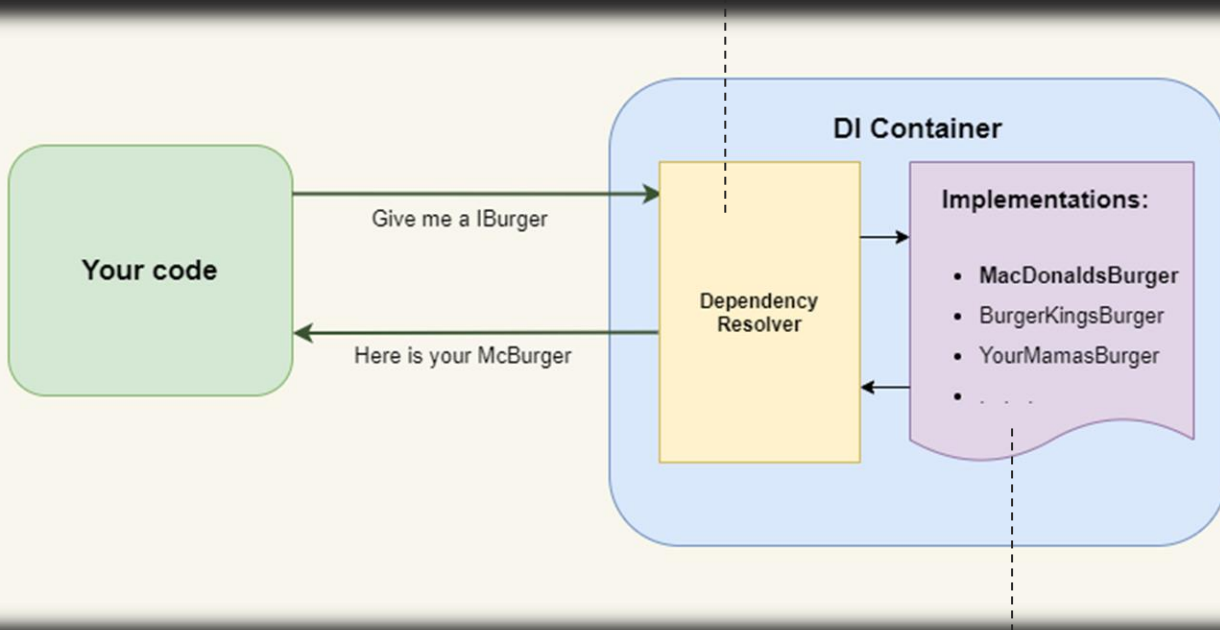 DI Container
Implementations:
Give me a IBurger
Your code
MacDonaldsBurger
Dependency
Resolver
BurgerKingsBurger
Here is your McBurger
YourMamasBurger
. . .